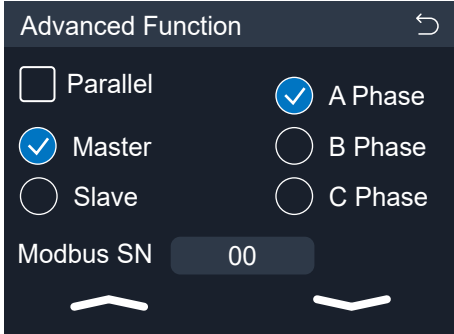 Advanced Function
Parallel
A Phase
Master
B Phase
Slave
C Phase
Modbus SN 00